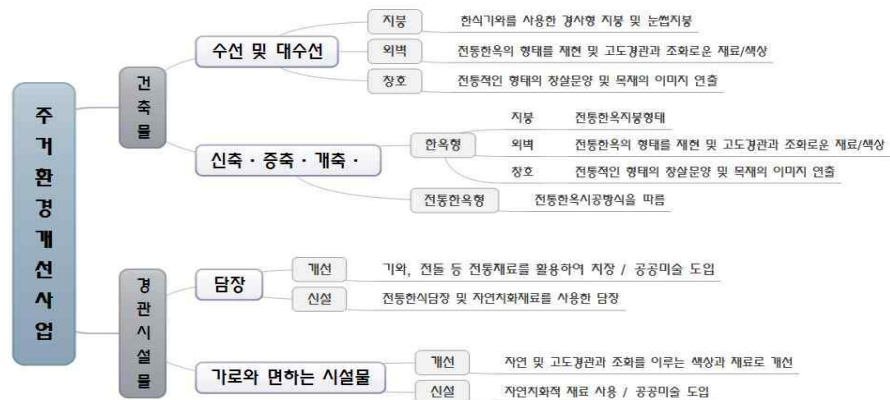 주거환경개선사업
건축물
수선 및 대수선
지붕
한식기와를 사용한 경사형 지붕 및 눈썹지붕
외벽
전통한옥의 형태를 재현 및 고도경관과 조화로운 재료/색상
창호
전통적인 형태의 창살문양 및 목재의 이미지 연출
신축 · 증축 · 개축 ·
한옥형
지붕
전통한옥지붕형태
외벽
전통한옥의 형태를 재현 및 고도경관과 조화로운 재료/색상
창호
전통적인 형태의 창살문양 및 목재의 이미지 연출
전통한옥형
전통한옥시공방식을 따름
경관시설물
담장
개선
기와, 전돌 등 전통재료를 활용하여 치장 / 공공미술 도입
신설
전통한식담장 및 자연치화재료를 사용한 담장
가로와 면하는 시설물
개선
자연 및 고도경관과 조화를 이루는 색상과 재료로 개선
신설
자연치화적 재료 사용 / 공공미술 도입